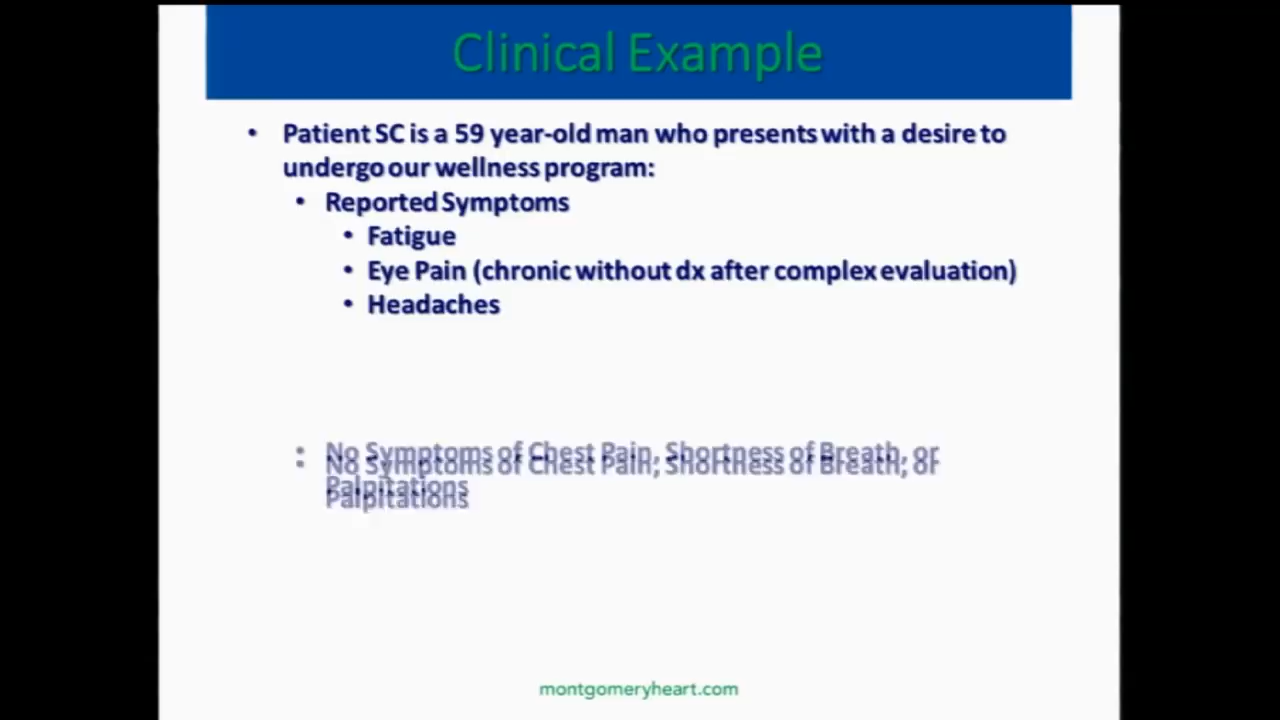 Clinical Example
• Patient SC is a 59 year-old man who presents with a desire to
undergo our wellness program:
• Reported Symptoms
• Fatigue
• Eye Pain (chronic without dx after complex evaluation)
• Headaches
• No Symptoms of Chest Pain, Shortness of Breath, or
Palpitations
montgomeryheart.com